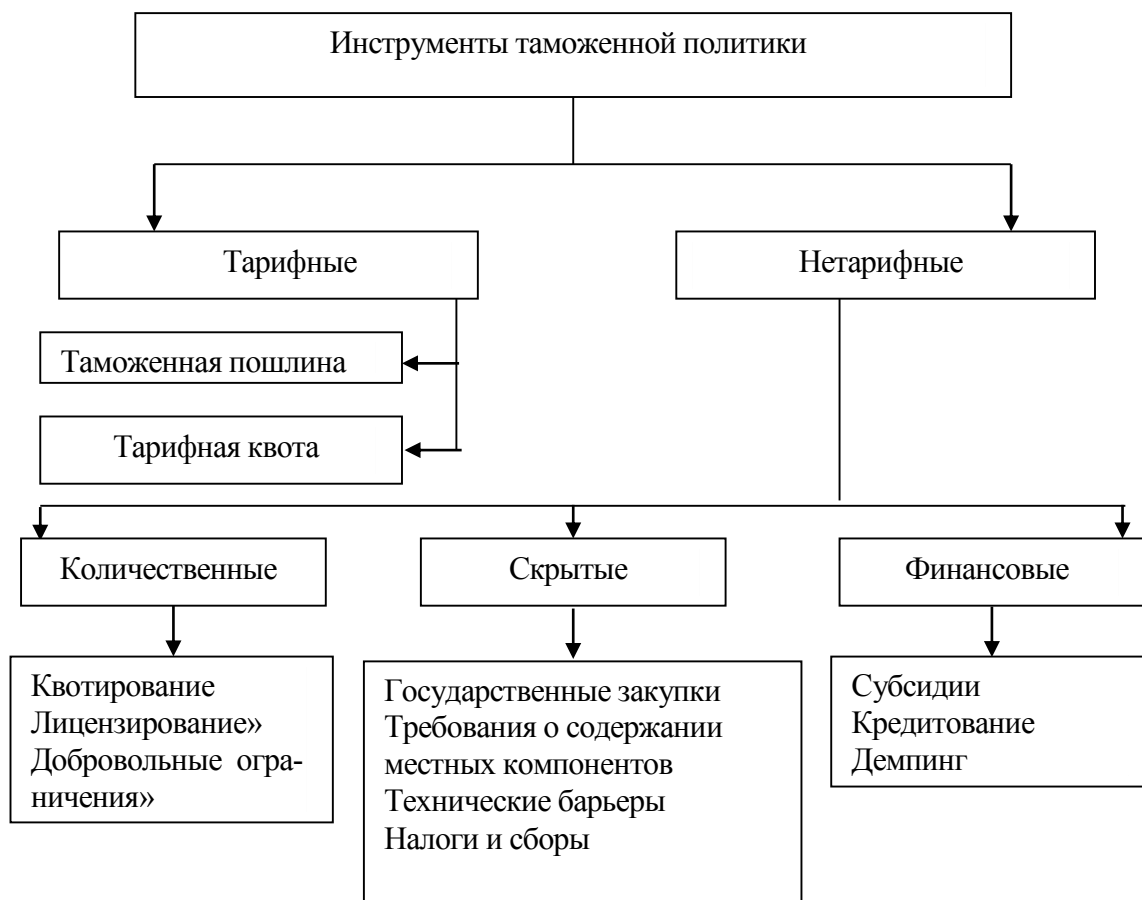 Инструменты таможенной политики
Тарифные
Нетарифные
Таможенная пошлина
Тарифная квота
Количественные
Скрытые
Финансовые
Квотирование
Лицензирование»
Добровольные огра-
ничения»
Государственные закупки
Требования о содержании
местных компонентов
Технические барьеры
Налоги и сборы
Субсидии
Кредитование
Демпинг